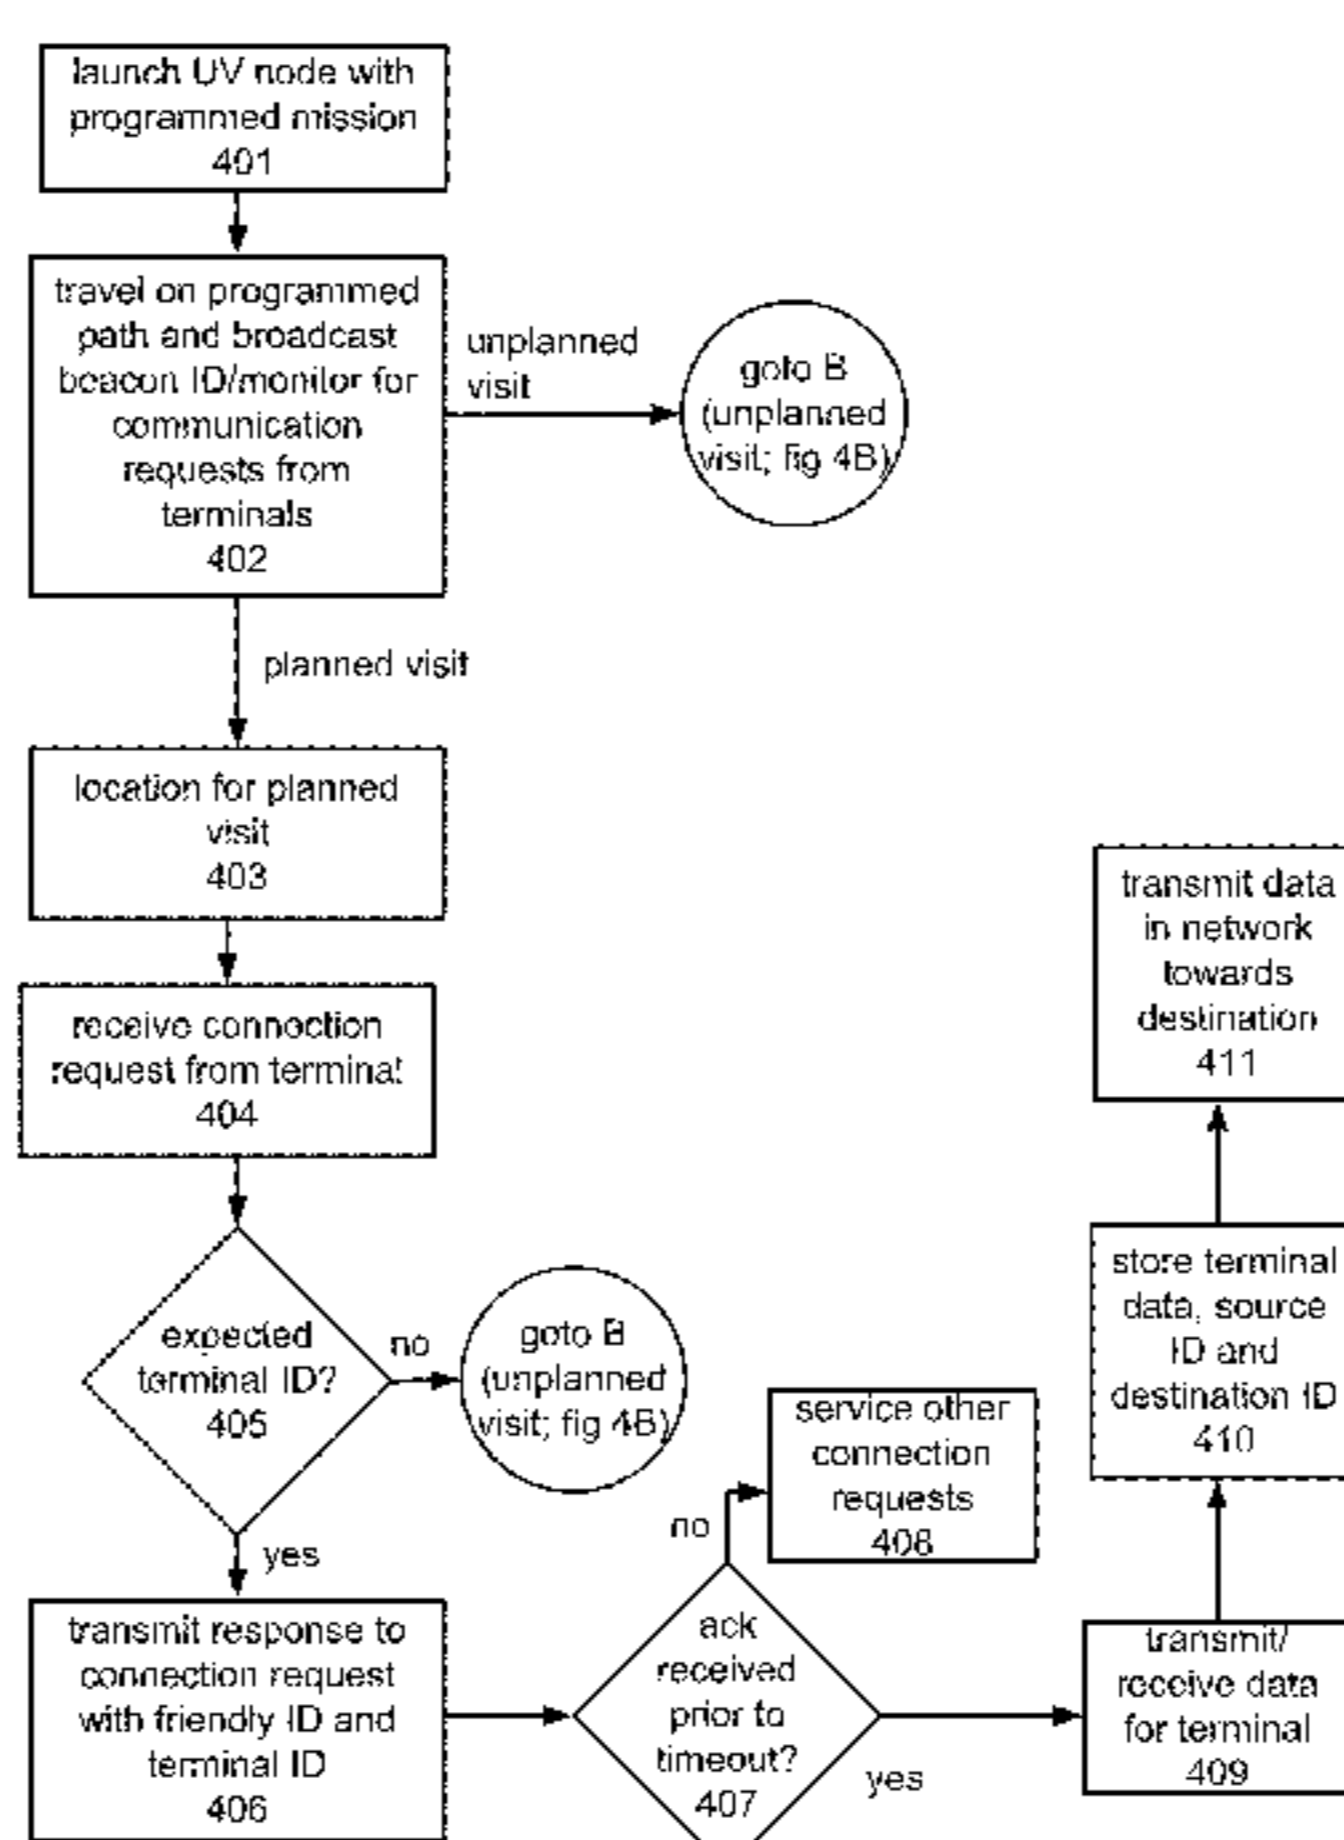 launch UV node with
programmed mission
401
travel on programmed
path and broadcast
beacon ID/monitor for
communication
requests from
terminals
402
unplanned
visit
goto B
(unplanned
visit; fig 4B)
planned visit
location for planned
visit
403
receive connection
request from terminal
404
expected
terminal ID?
405
no
goto B
(unplanned
visit; fig 4B)
yes
transmit response to
connection request
with friendly ID and
terminal ID
406
ack
received
prior to
timeout?
407
no
service other
connection
requests
408
yes
transmit/
receive data
for terminal
409
store terminal
data, source
ID and
destination ID
410
transmit data
in network
towards
destination
411